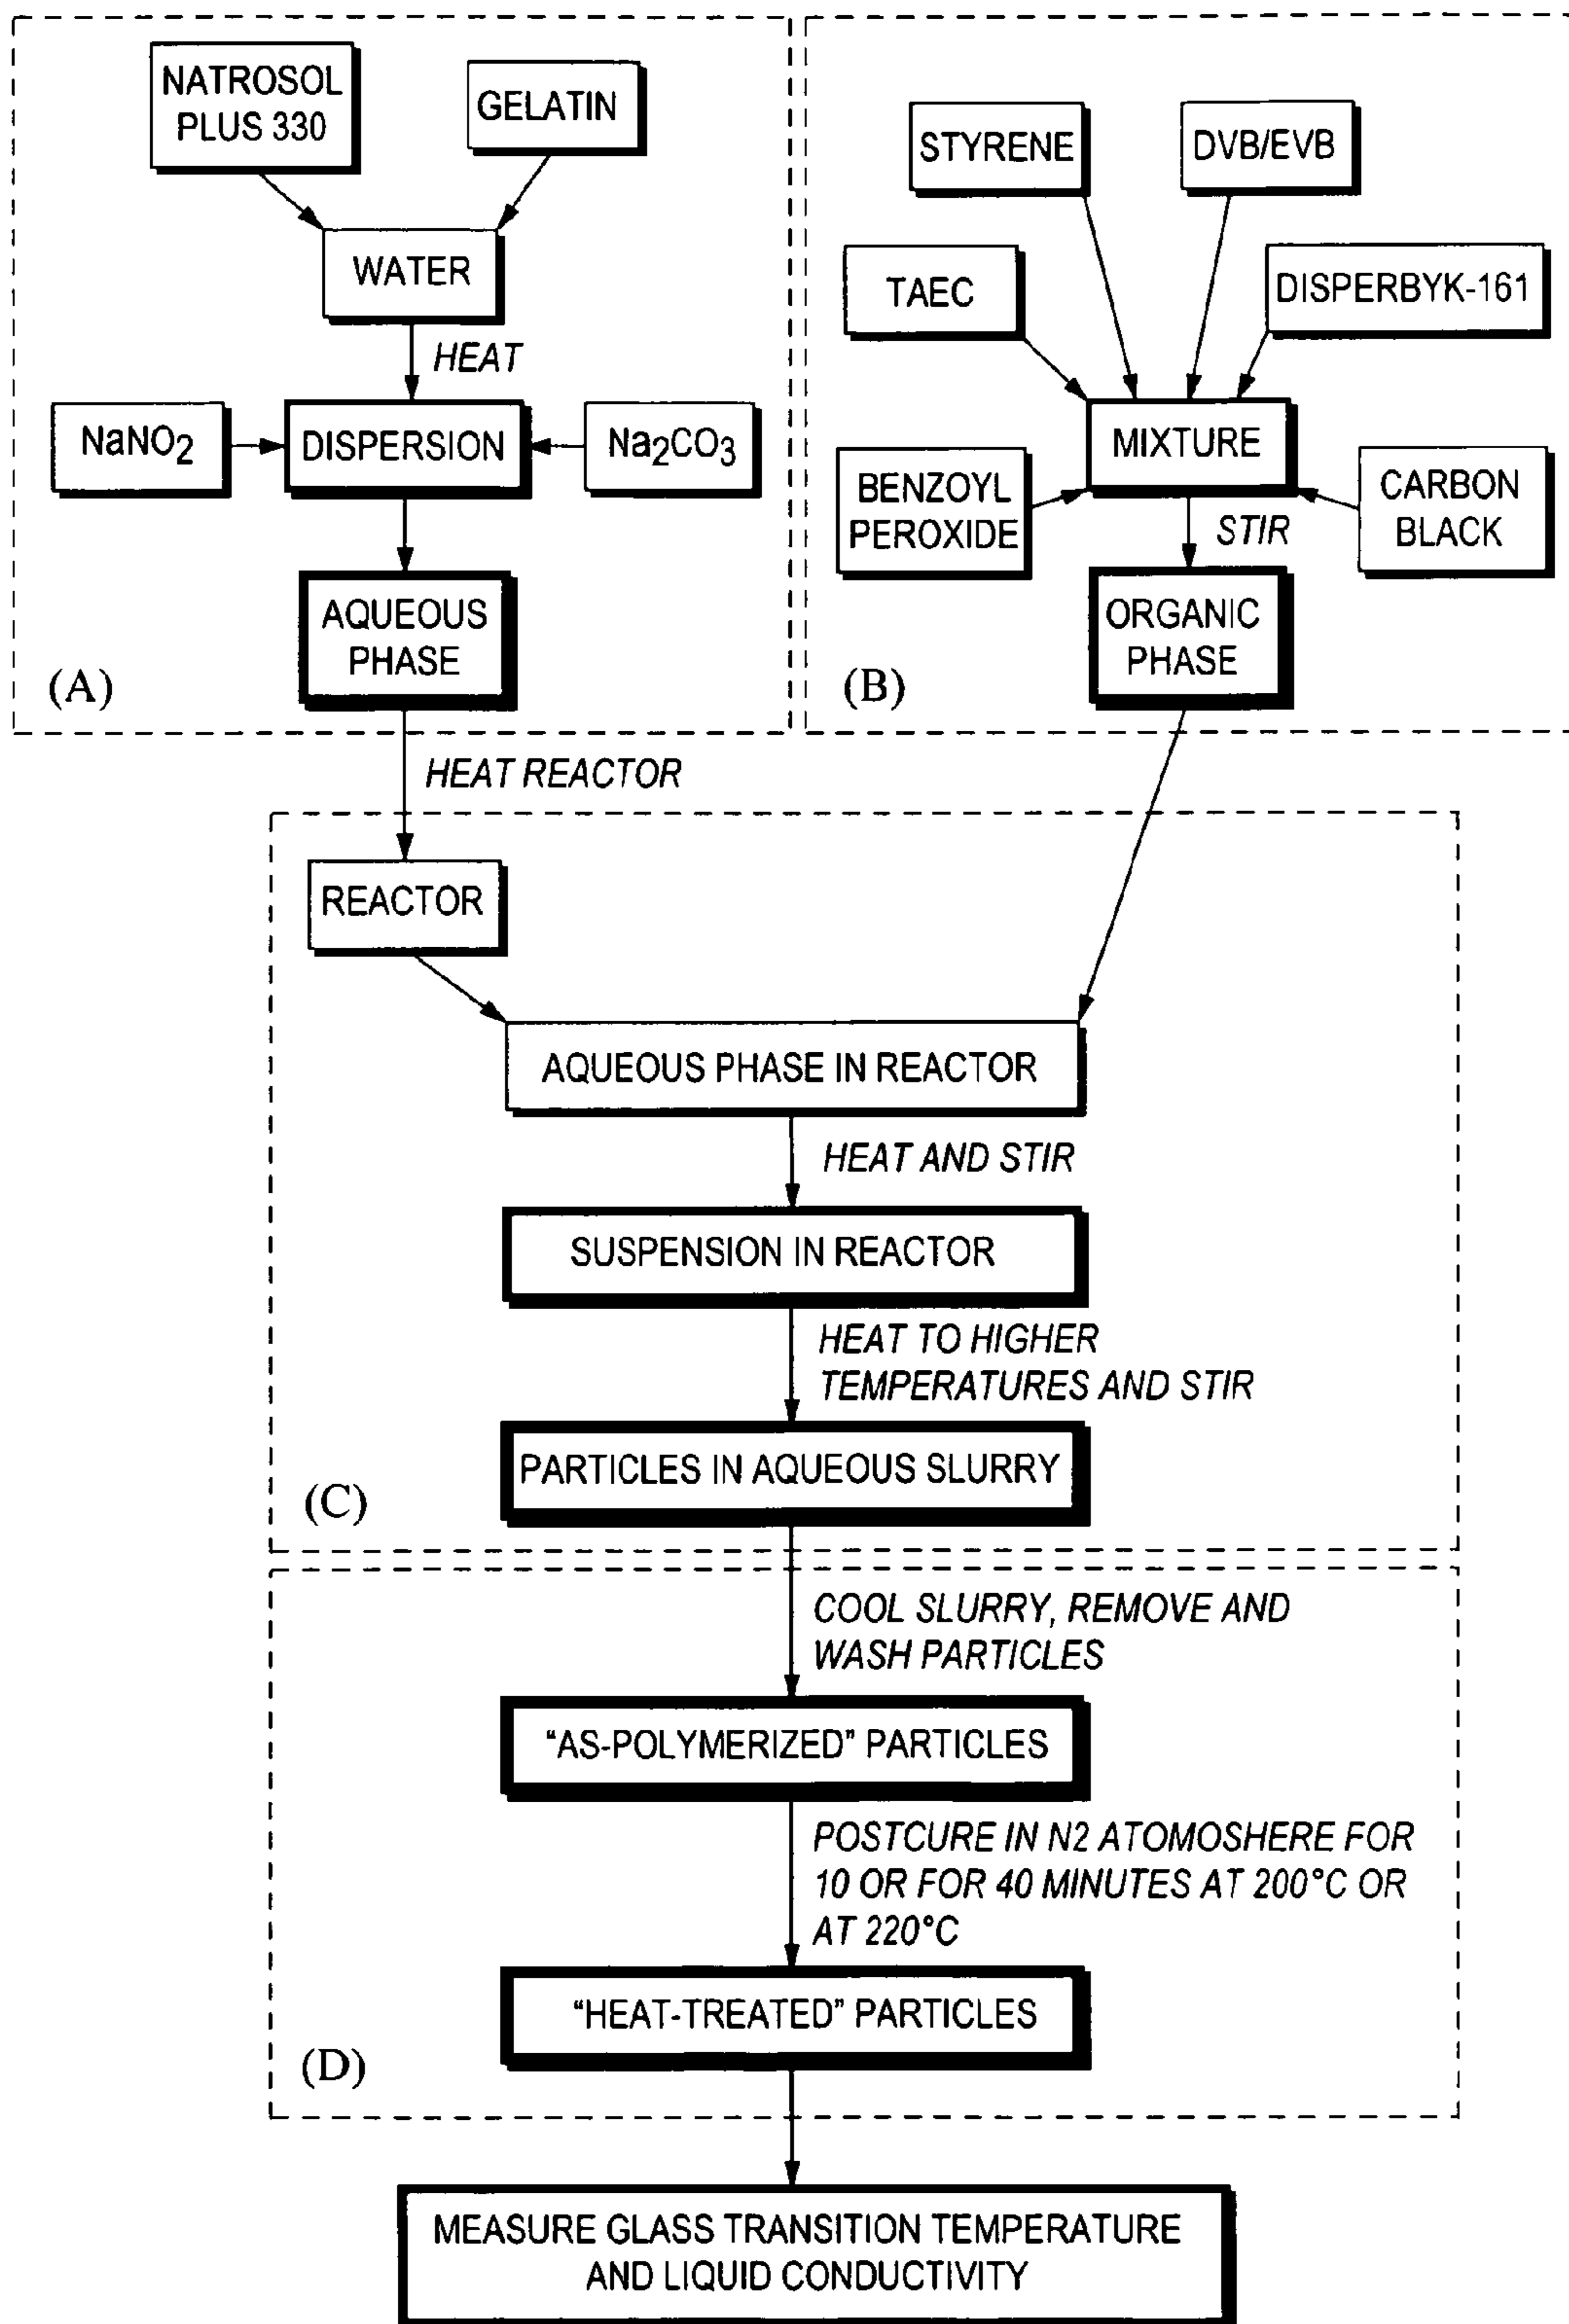 NATROSOL
PLUS 330
GELATIN
WATER
HEAT
NaNO2
DISPERSION
Na2CO3
AQUEOUS
PHASE
(A)
STYRENE
DVB/EVB
TAEC
DISPERBYK-161
MIXTURE
BENZOYL
PEROXIDE
CARBON
BLACK
STIR
ORGANIC
PHASE
(B)
HEAT REACTOR
REACTOR
AQUEOUS PHASE IN REACTOR
HEAT AND STIR
SUSPENSION IN REACTOR
HEAT TO HIGHER
TEMPERATURES AND STIR
PARTICLES IN AQUEOUS SLURRY
(C)
COOL SLURRY, REMOVE AND
WASH PARTICLES
“AS-POLYMERIZED” PARTICLES
POSTCURE IN N2 ATOMOSHERE FOR
10 OR FOR 40 MINUTES AT 200°C OR
AT 220°C
“HEAT-TREATED” PARTICLES
(D)
MEASURE GLASS TRANSITION TEMPERATURE
AND LIQUID CONDUCTIVITY